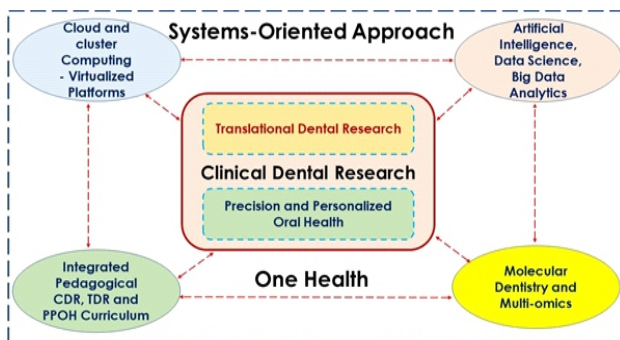 Cloud and
cluster
Computing
- Virtualized
Platforms
Systems-Oriented Approach
Artificial
Intelligence,
Data Science,
Big Data
Analytics
Translational Dental Research
Clinical Dental Research
Precision and Personalized
Oral Health
Integrated
Pedagogical
CDR, TDR and
PPOH Curriculum
One Health
Molecular
Dentistry and
Multi-omics